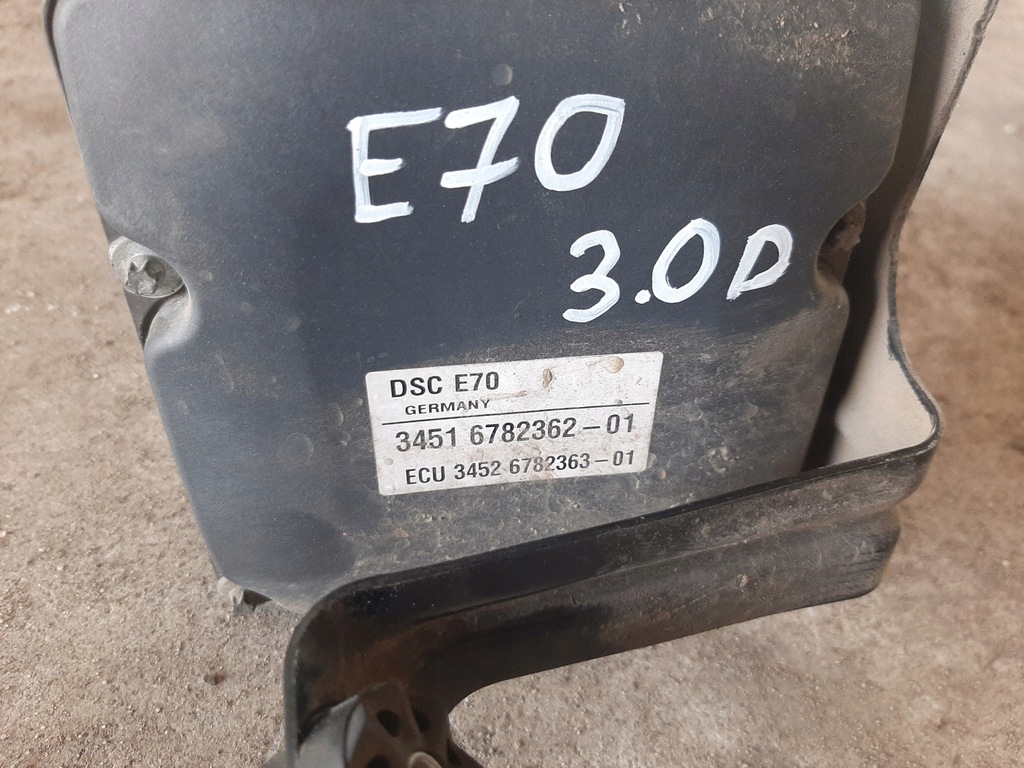 E70
3.0D
DSC E70
GERMANY
3451 6782362-01
ECU 3452 6782363-01